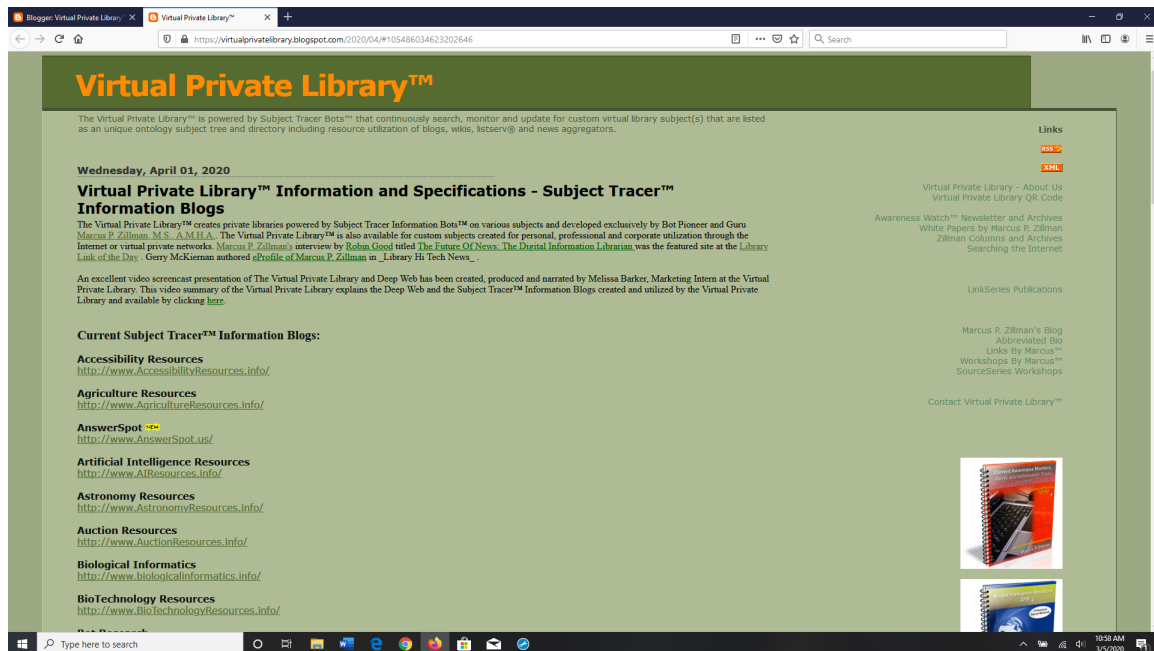 Blogger: Virtual Private Library
Virtual Private Library™
https://virtualprivatelibrary.blogspot.com/2020/04/#105486034623202646
Search
Virtual Private Library™
The Virtual Private Library™ is powered by Subject Tracer Bots™ that continuously search, monitor and update for custom virtual library subject(s) that are listed
as an unique ontology subject tree and directory including resource utilization of blogs, wikis, listserv® and news aggregators.
Wednesday, April 01, 2020
Virtual Private Library™ Information and Specifications - Subject Tracer™
Information Blogs
The Virtual Private Library™ creates private libraries powered by Subject Tracer Information Bots™ on various subjects and developed exclusively by Bot Pioneer and Guru
Marcus P. Zillman, M.S., A.M.H.A.. The Virtual Private Library™ is also available for custom subjects created for personal, professional and corporate utilization through the
Internet or virtual private networks. Marcus P. Zillman's interview by Robin Good titled The Future Of News: The Digital Information Librarian was the featured site at the Library
Link of the Day . Gerry McKiernan authored eProfile of Marcus P. Zillman in _Library Hi Tech News_ .
An excellent video screencast presentation of The Virtual Private Library and Deep Web has been created, produced and narrated by Melissa Barker, Marketing Intern at the Virtual
Private Library. This video summary of the Virtual Private Library explains the Deep Web and the Subject Tracer™ Information Blogs created and utilized by the Virtual Private
Library and available by clicking here.
Current Subject Tracer™ Information Blogs:
Accessibility Resources
http://www.AccessibilityResources.info/
Agriculture Resources
http://www.AgricultureResources.info/
AnswerSpot NEW
http://www.AnswerSpot.us/
Artificial Intelligence Resources
http://www.AIResources.info/
Astronomy Resources
http://www.AstronomyResources.info/
Auction Resources
http://www.AuctionResources.info/
Biological Informatics
http://www.biologicalinformatics.info/
BioTechnology Resources
http://www.BioTechnologyResources.info/
Bot Research
Links
RSS
XML
Virtual Private Library - About Us
Virtual Private Library QR Code
Awareness Watch™ Newsletter and Archives
White Papers by Marcus P. Zillman
Zillman Columns and Archives
Searching the Internet
LinkSeries Publications
Marcus P. Zillman's Blog
Abbreviated Bio
Links By Marcus™
Workshops By Marcus™
SourceSeries Workshops
Contact Virtual Private Library™
Type here to search
10:58 AM
3/5/2020